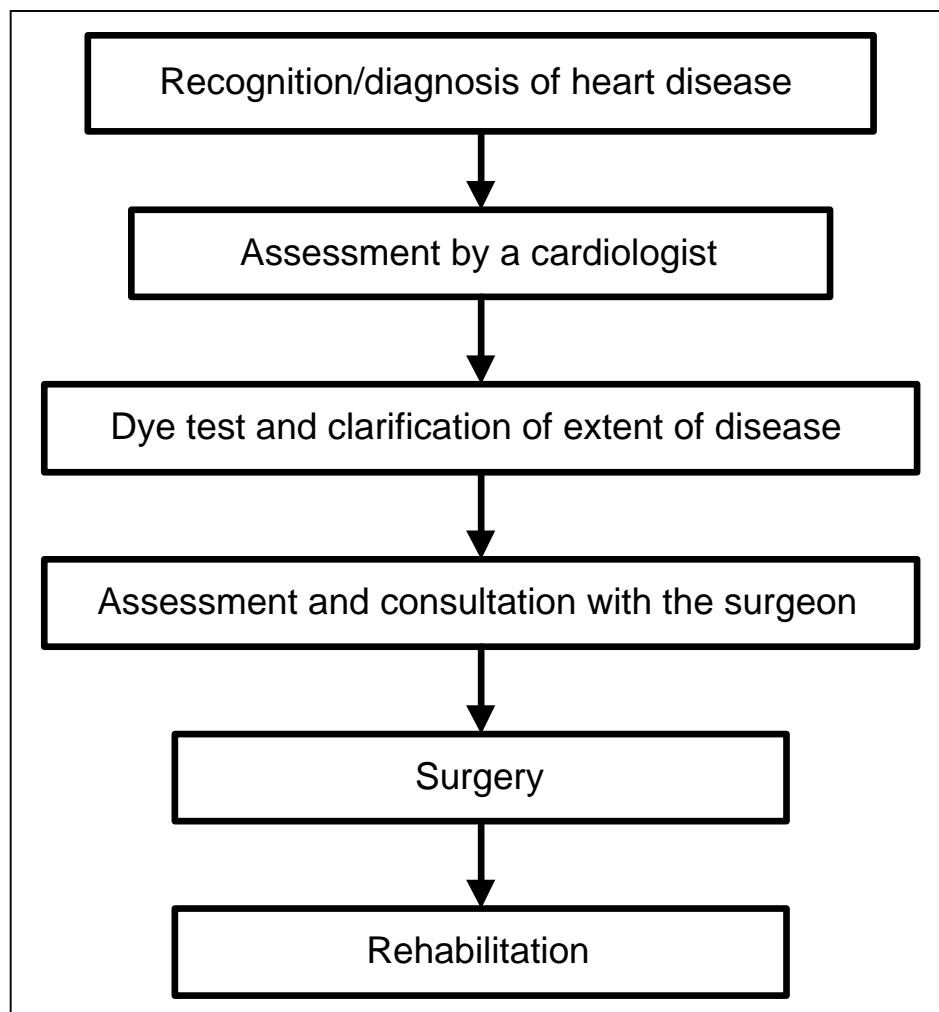 Recognition/diagnosis of heart disease
Assessment by a cardiologist
Dye test and clarification of extent of disease
Assessment and consultation with the surgeon
Surgery
Rehabilitation